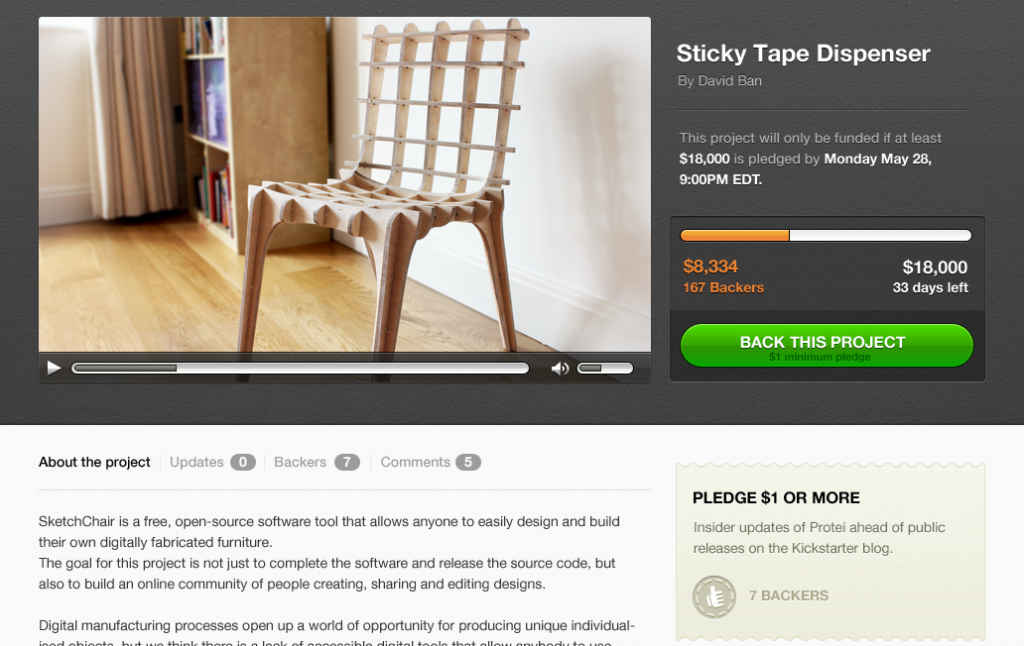 Sticky Tape Dispenser
By David Ban
This project will only be funded if at least
$18,000 is pledged by Monday May 28,
9:00PM EDT.
$8,334
$18,000
167 Backers
33 days left
BACK THIS PROJECT
$1 minimum pledge
About the project
Updates 0
Backers 7
Comments 5
SketchChair is a free, open-source software tool that allows anyone to easily design and build
their own digitally fabricated furniture.
The goal for this project is not just to complete the software and release the source code, but
also to build an online community of people creating, sharing and editing designs.
Digital manufacturing processes open up a world of opportunity for producing unique individual-
ised objects, but we think there is a lack of accessible digital tools that allow anybody to use
PLEDGE $1 OR MORE
Insider updates of Protei ahead of public
releases on the Kickstarter blog.
7 BACKERS